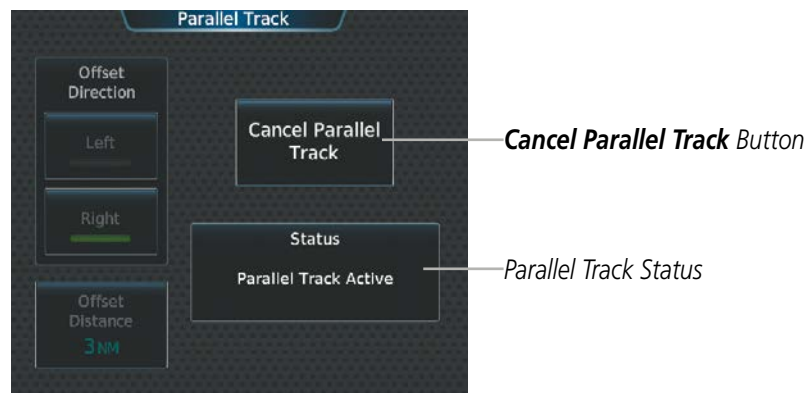 Parallel Track
Offset
Direction
Left
Right
Offset
Distance
3NM
Cancel Parallel
Track
Status
Parallel Track Active
Cancel Parallel Track Button
Parallel Track Status